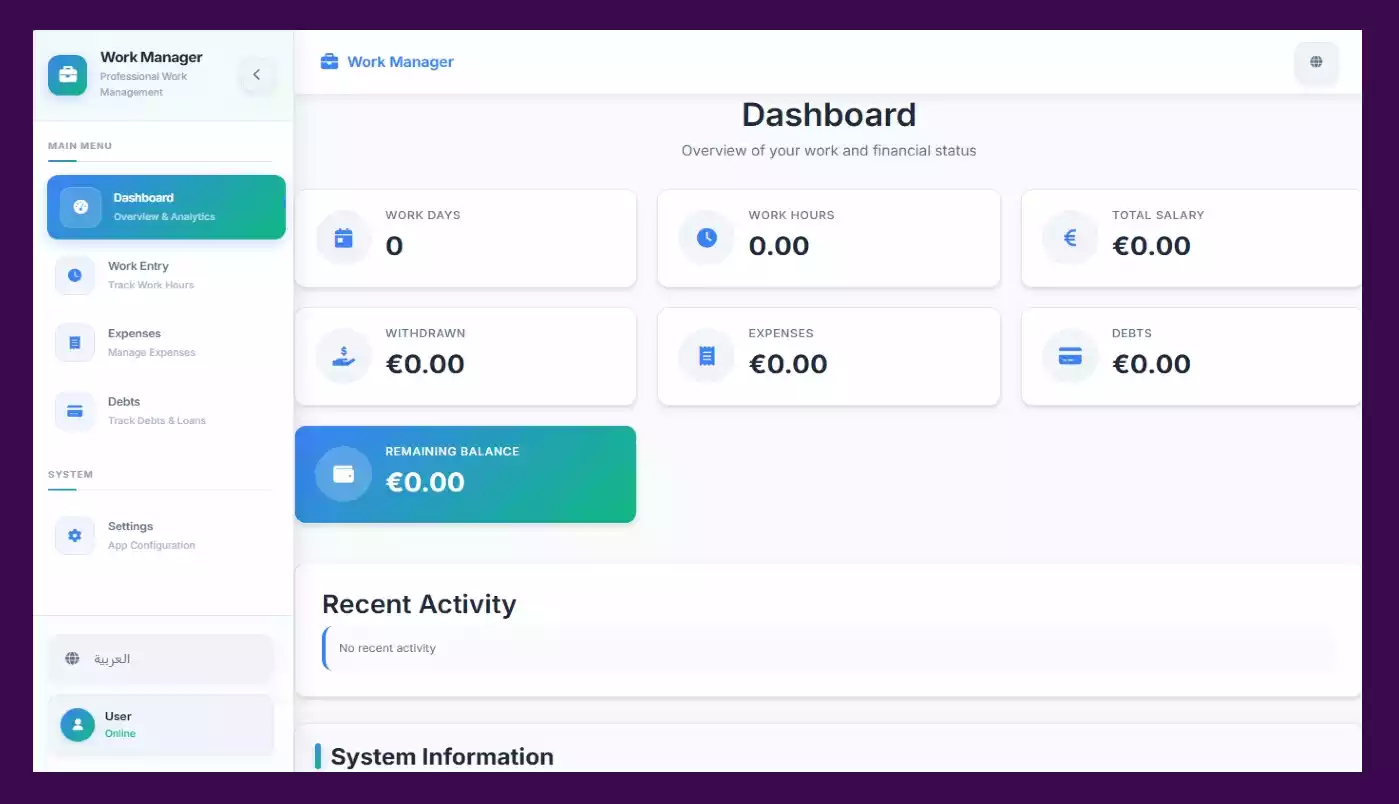 Work Manager
Professional Work
Management
MAIN MENU
Dashboard
Overview & Analytics
Work Entry
Track Work Hours
Expenses
Manage Expenses
Debts
Track Debts & Loans
SYSTEM
Settings
App Configuration
العربية
User
Online
Work Manager
Dashboard
Overview of your work and financial status
WORK DAYS
0
WORK HOURS
0.00
TOTAL SALARY
€0.00
WITHDRAWN
€0.00
EXPENSES
€0.00
DEBTS
€0.00
REMAINING BALANCE
€0.00
Recent Activity
No recent activity
System Information